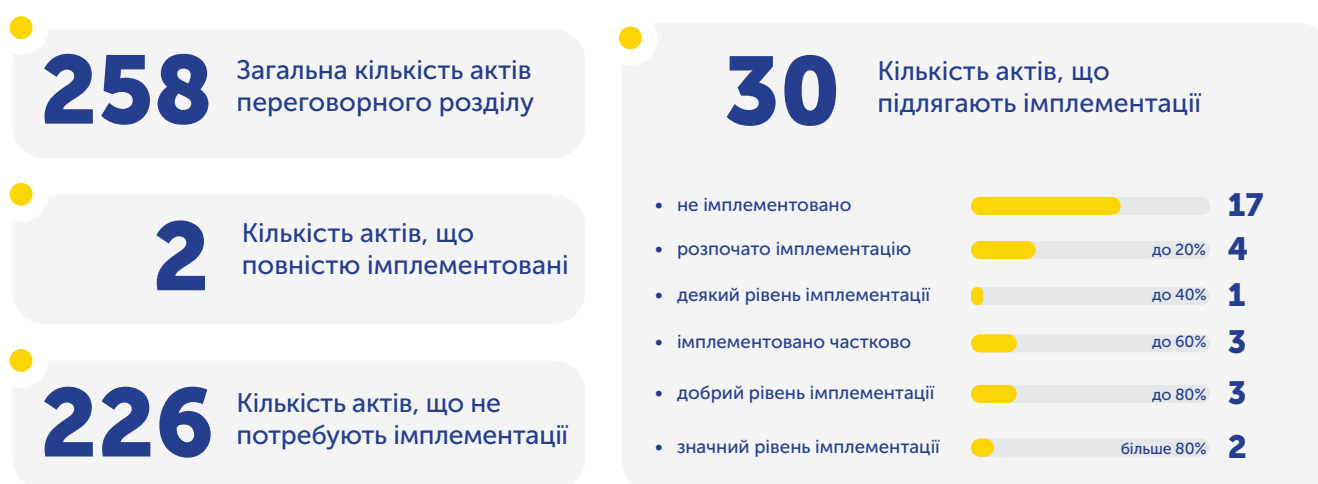 258
Загальна кількість актів
переговорного розділу
2
Кількість актів, що
повністю імплементовані
226
Кількість актів, що не
потребують імплементації
30
Кількість актів, що
підлягають імплементації
• не імплементовано 17
• розпочато імплементацію до 20% 4
• деякий рівень імплементації до 40% 1
• імплементовано частково до 60% 3
• добрий рівень імплементації до 80% 3
• значний рівень імплементації більше 80% 2